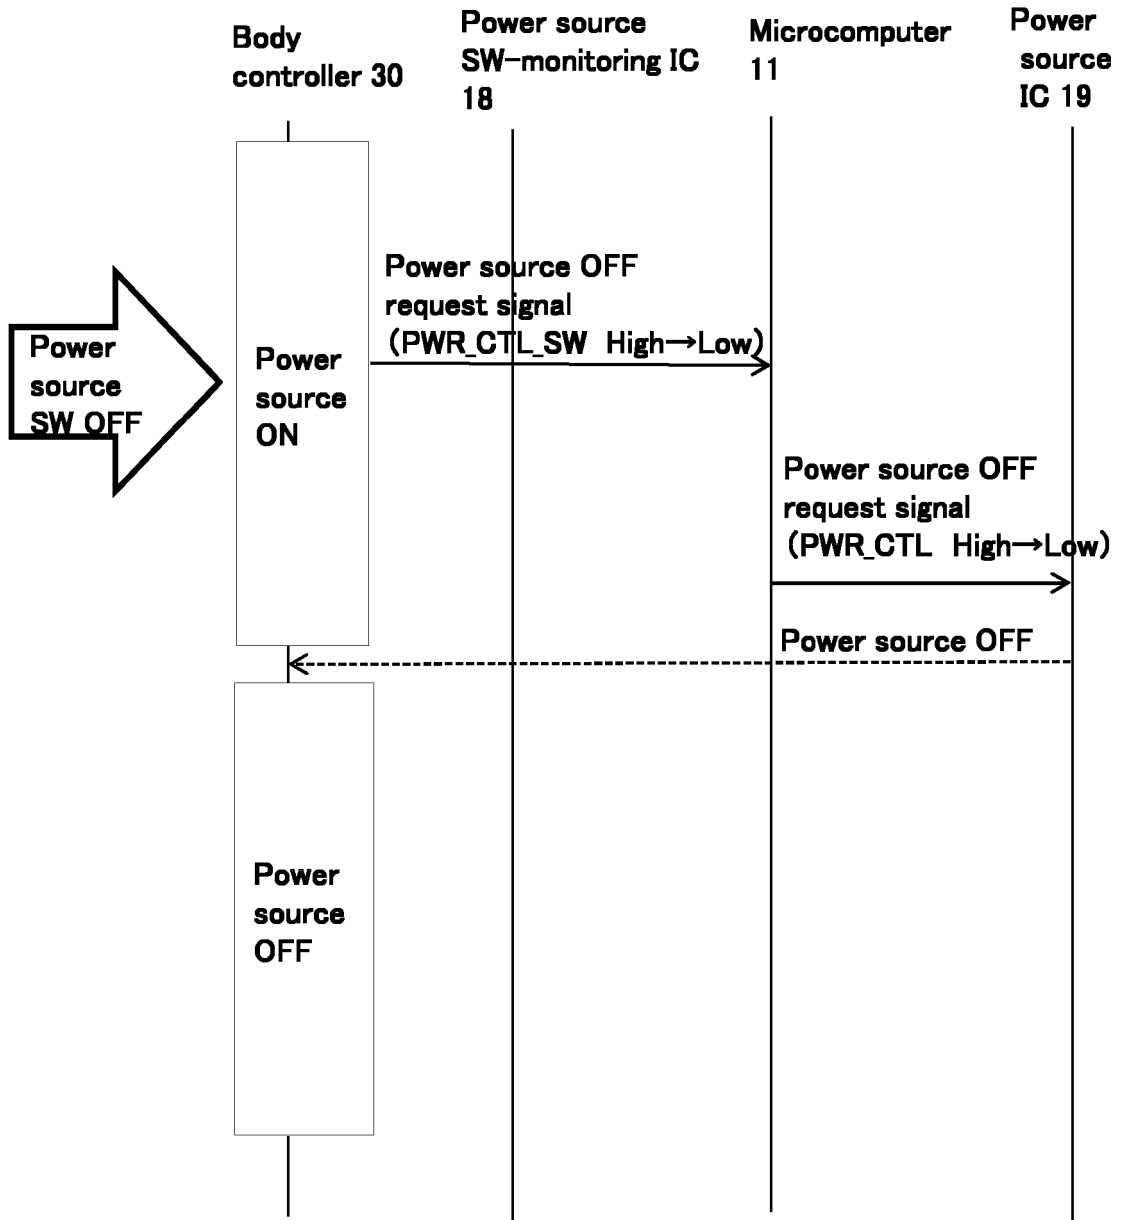 Body
controller 30
Power source
SW-monitoring IC
18
Microcomputer
11
Power
source
IC 19
Power source OFF
request signal
(PWR_CTL_SW High→Low)
Power
source
SW OFF
Power
source
ON
Power source OFF
request signal
(PWR_CTL High→Low)
Power source OFF
Power
source
OFF